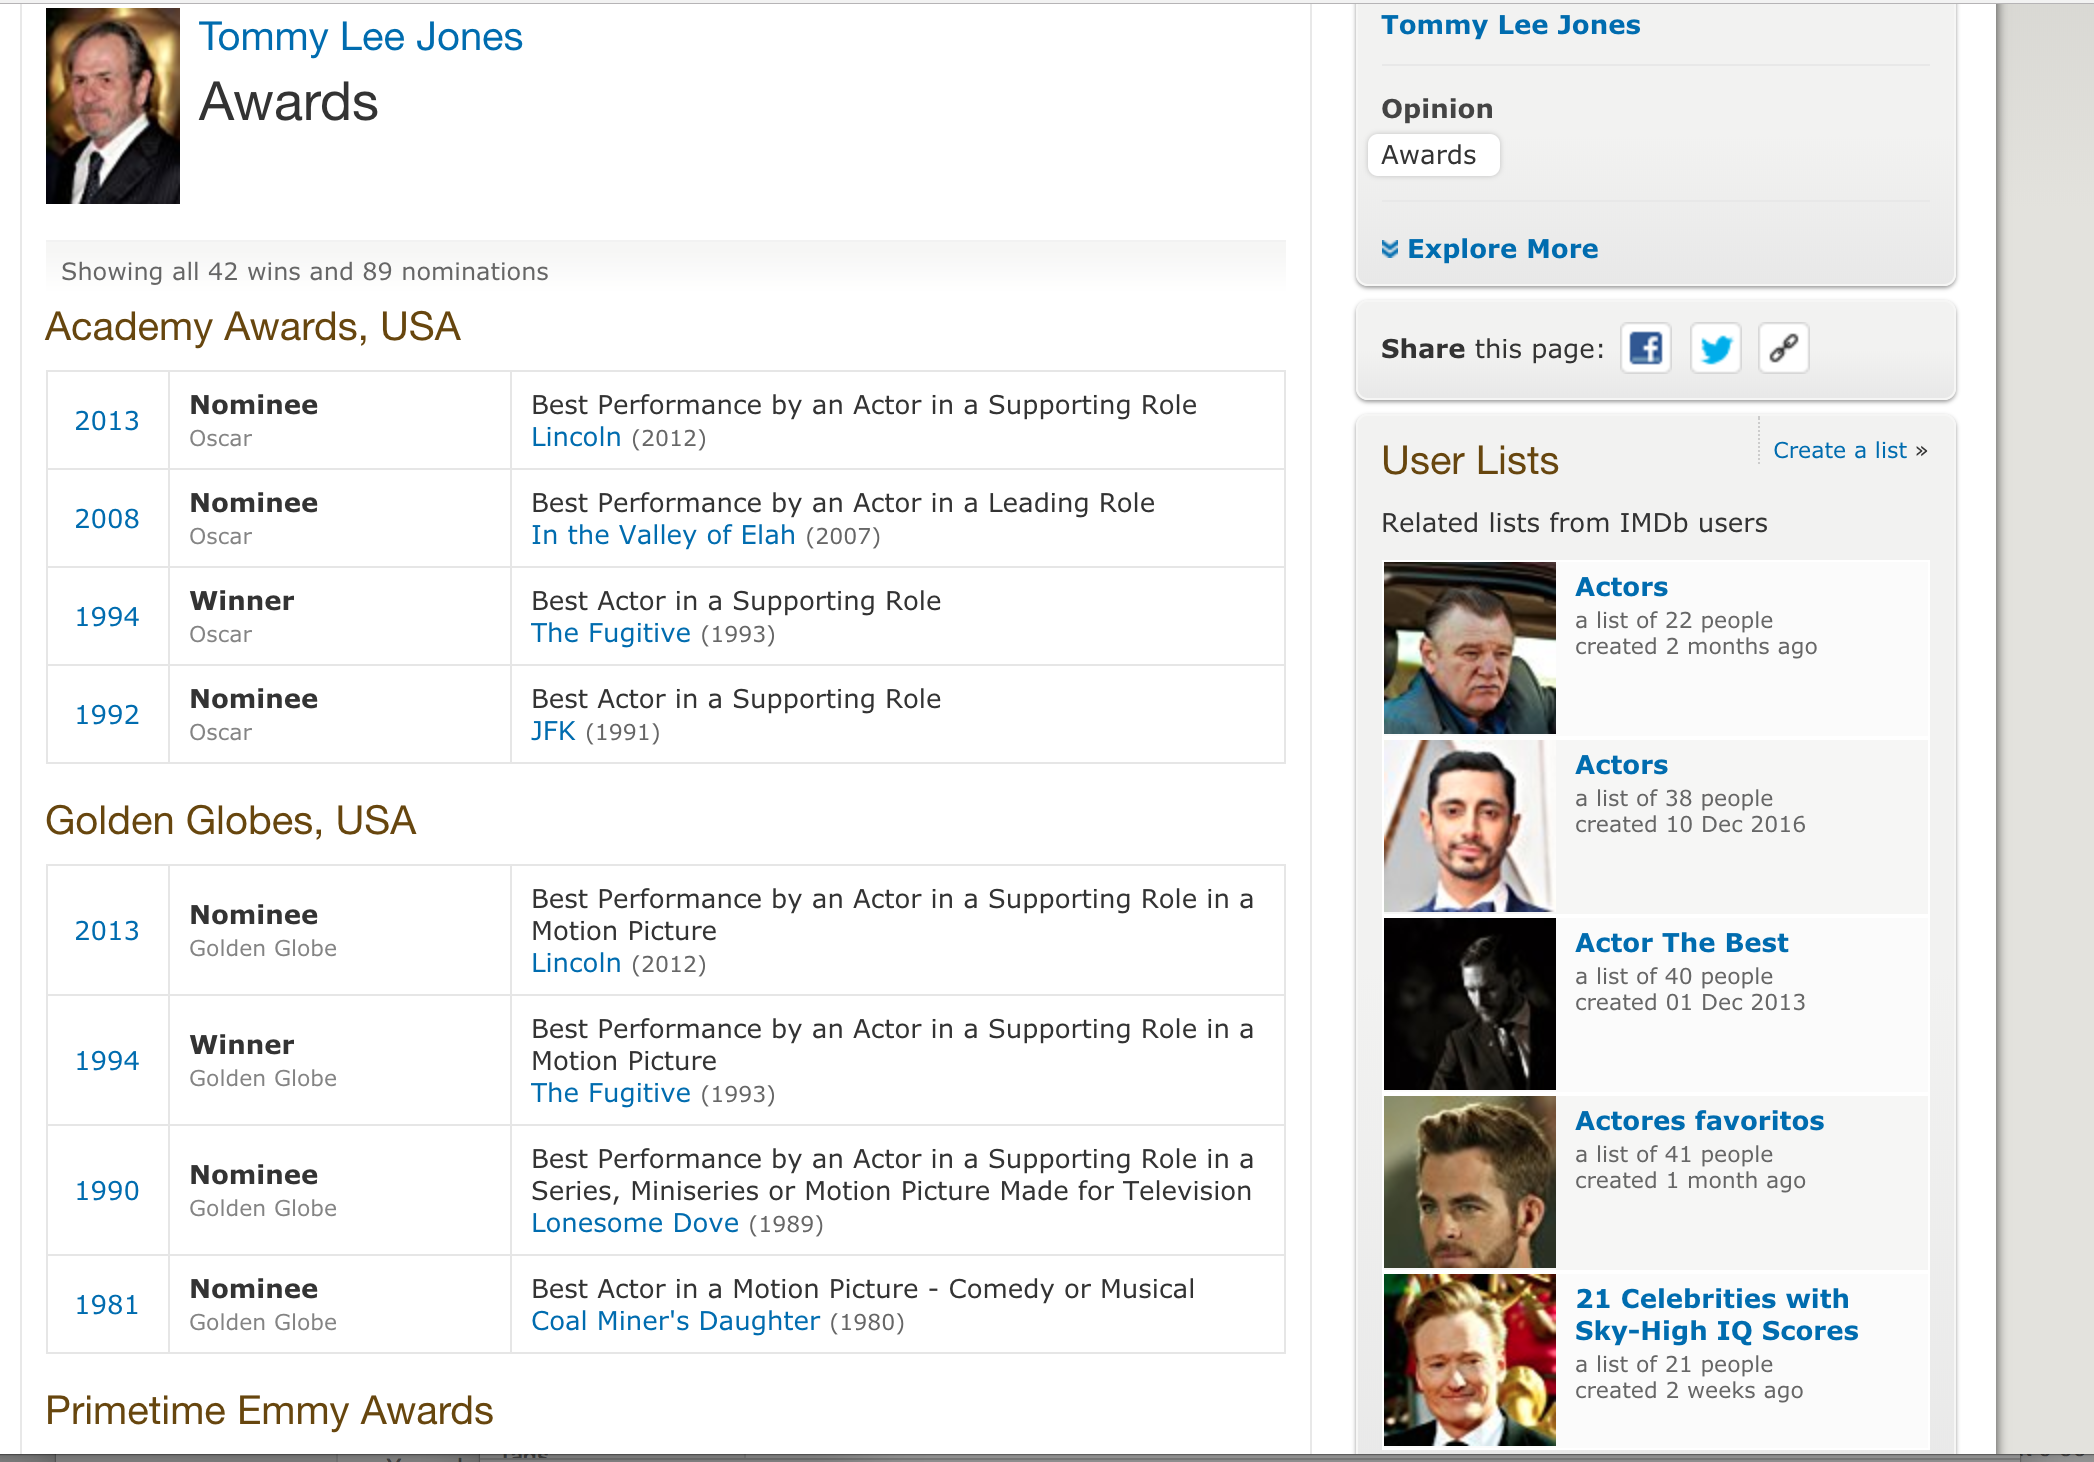 Tommy Lee Jones
Awards
Showing all 42 wins and 89 nominations
Academy Awards, USA
2013
Nominee
Oscar
Best Performance by an Actor in a Supporting Role
Lincoln (2012)
2008
Nominee
Oscar
Best Performance by an Actor in a Leading Role
In the Valley of Elah (2007)
1994
Winner
Oscar
Best Actor in a Supporting Role
The Fugitive (1993)
1992
Nominee
Oscar
Best Actor in a Supporting Role
JFK (1991)
Golden Globes, USA
2013
Nominee
Golden Globe
Best Performance by an Actor in a Supporting Role in a
Motion Picture
Lincoln (2012)
1994
Winner
Golden Globe
Best Performance by an Actor in a Supporting Role in a
Motion Picture
The Fugitive (1993)
1990
Nominee
Golden Globe
Best Performance by an Actor in a Supporting Role in a
Series, Miniseries or Motion Picture Made for Television
Lonesome Dove (1989)
1981
Nominee
Golden Globe
Best Actor in a Motion Picture - Comedy or Musical
Coal Miner's Daughter (1980)
Primetime Emmy Awards
Tommy Lee Jones
Opinion
Awards
Explore More
Share this page:
User Lists
Create a list »
Related lists from IMDb users
Actors
a list of 22 people
created 2 months ago
Actors
a list of 38 people
created 10 Dec 2016
Actor The Best
a list of 40 people
created 01 Dec 2013
Actores favoritos
a list of 41 people
created 1 month ago
21 Celebrities with
Sky-High IQ Scores
a list of 21 people
created 2 weeks ago